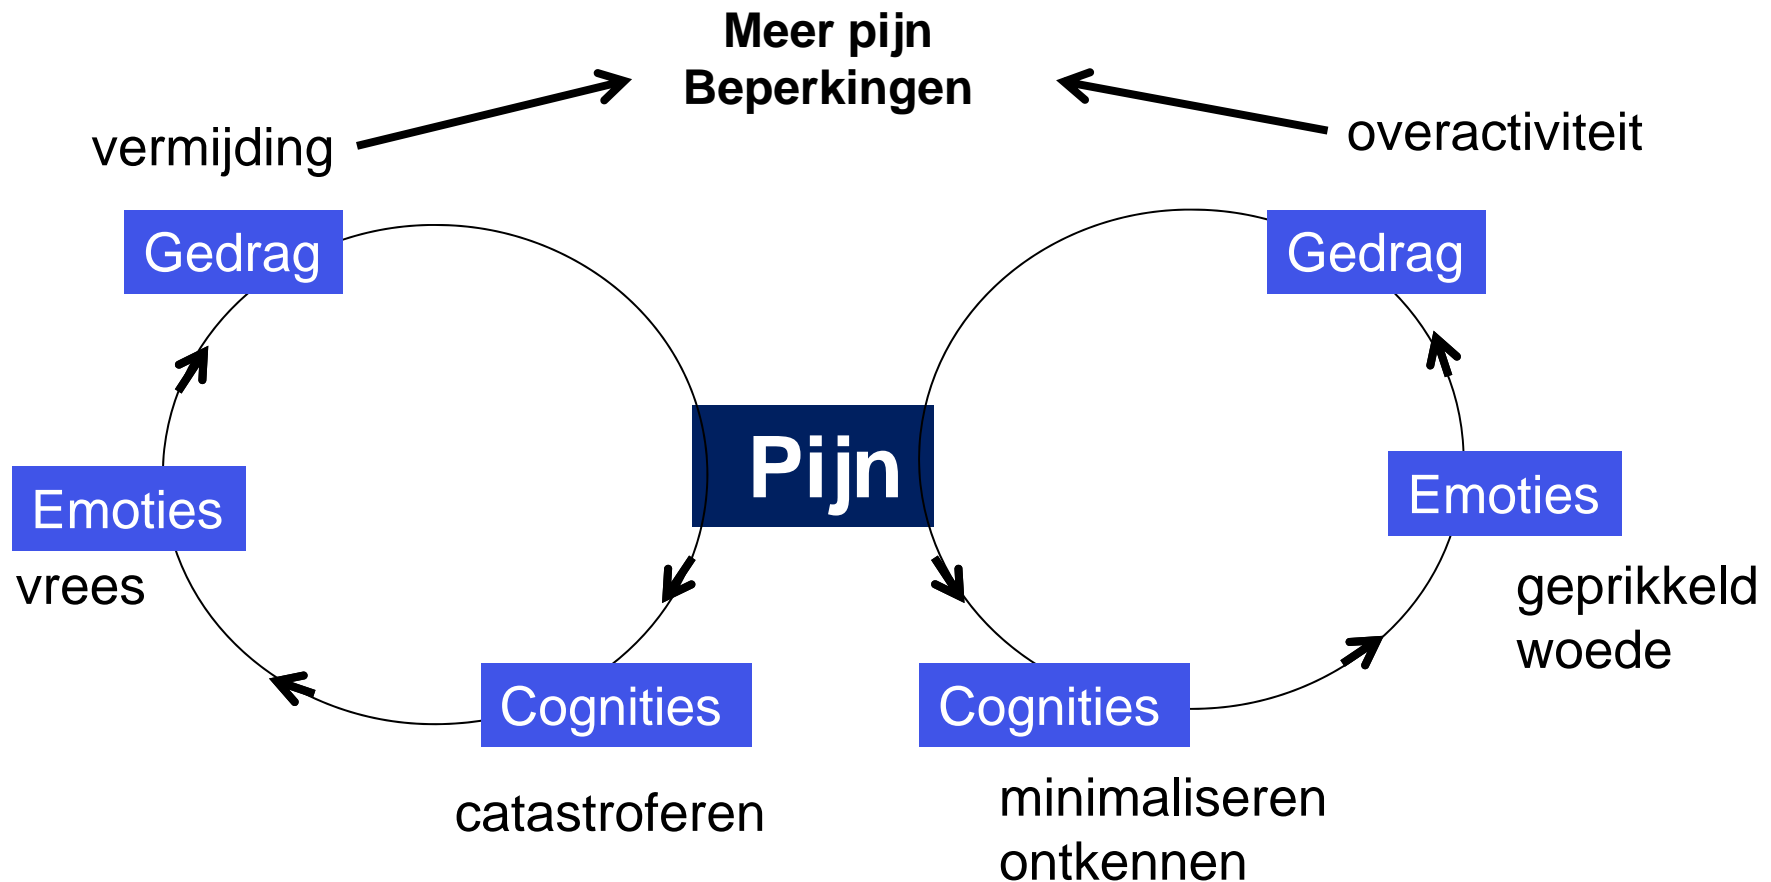 Meer pijn
Beperkingen
vermijding
overactiviteit
Gedrag
Gedrag
Pijn
Emoties
Emoties
vrees
geprikkeld
woede
Cognities
Cognities
catastroferen
minimaliseren
ontkennen